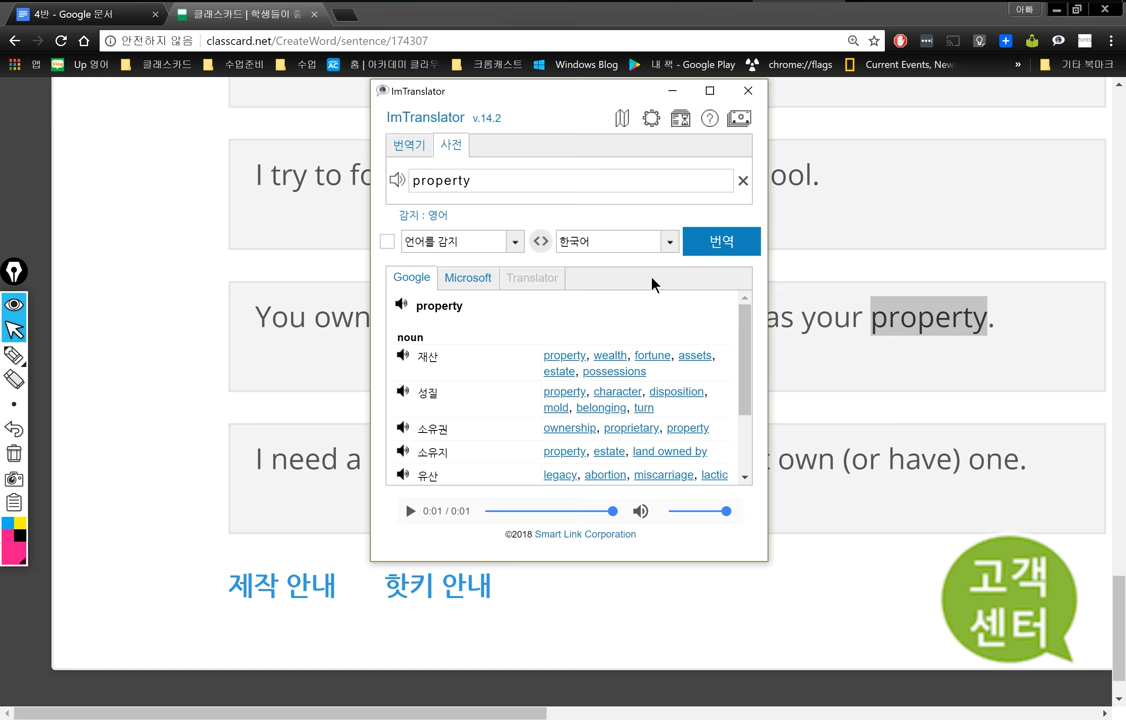 4반 - Google 문서
클래스카드 | 학생들이 좋
아빠
안전하지 않음
classcard.net/CreateWord/sentence/174307
앱
Up 영어
클래스카드
수업준비
수업
홈 | 아카데미 클라우
크롬캐스트
Windows Blog
내 책 - Google Play
chrome://flags
Current Events, New
»
기타 북마크
ImTranslator
ImTranslator v.14.2
번역기 사전
property
감지 : 영어
언어를 감지
한국어
번역
Google Microsoft Translator
property
noun
재산 property, wealth, fortune, assets,
estate, possessions
성질 property, character, disposition,
mold, belonging, turn
소유권 ownership, proprietary, property
소유지 property, estate, land owned by
유산 legacy, abortion, miscarriage, lactic
0:01 / 0:01
©2018 Smart Link Corporation
I try to fo
ool.
You own
as your property.
I need a
own (or have) one.
제작 안내 핫키 안내
고객
센터